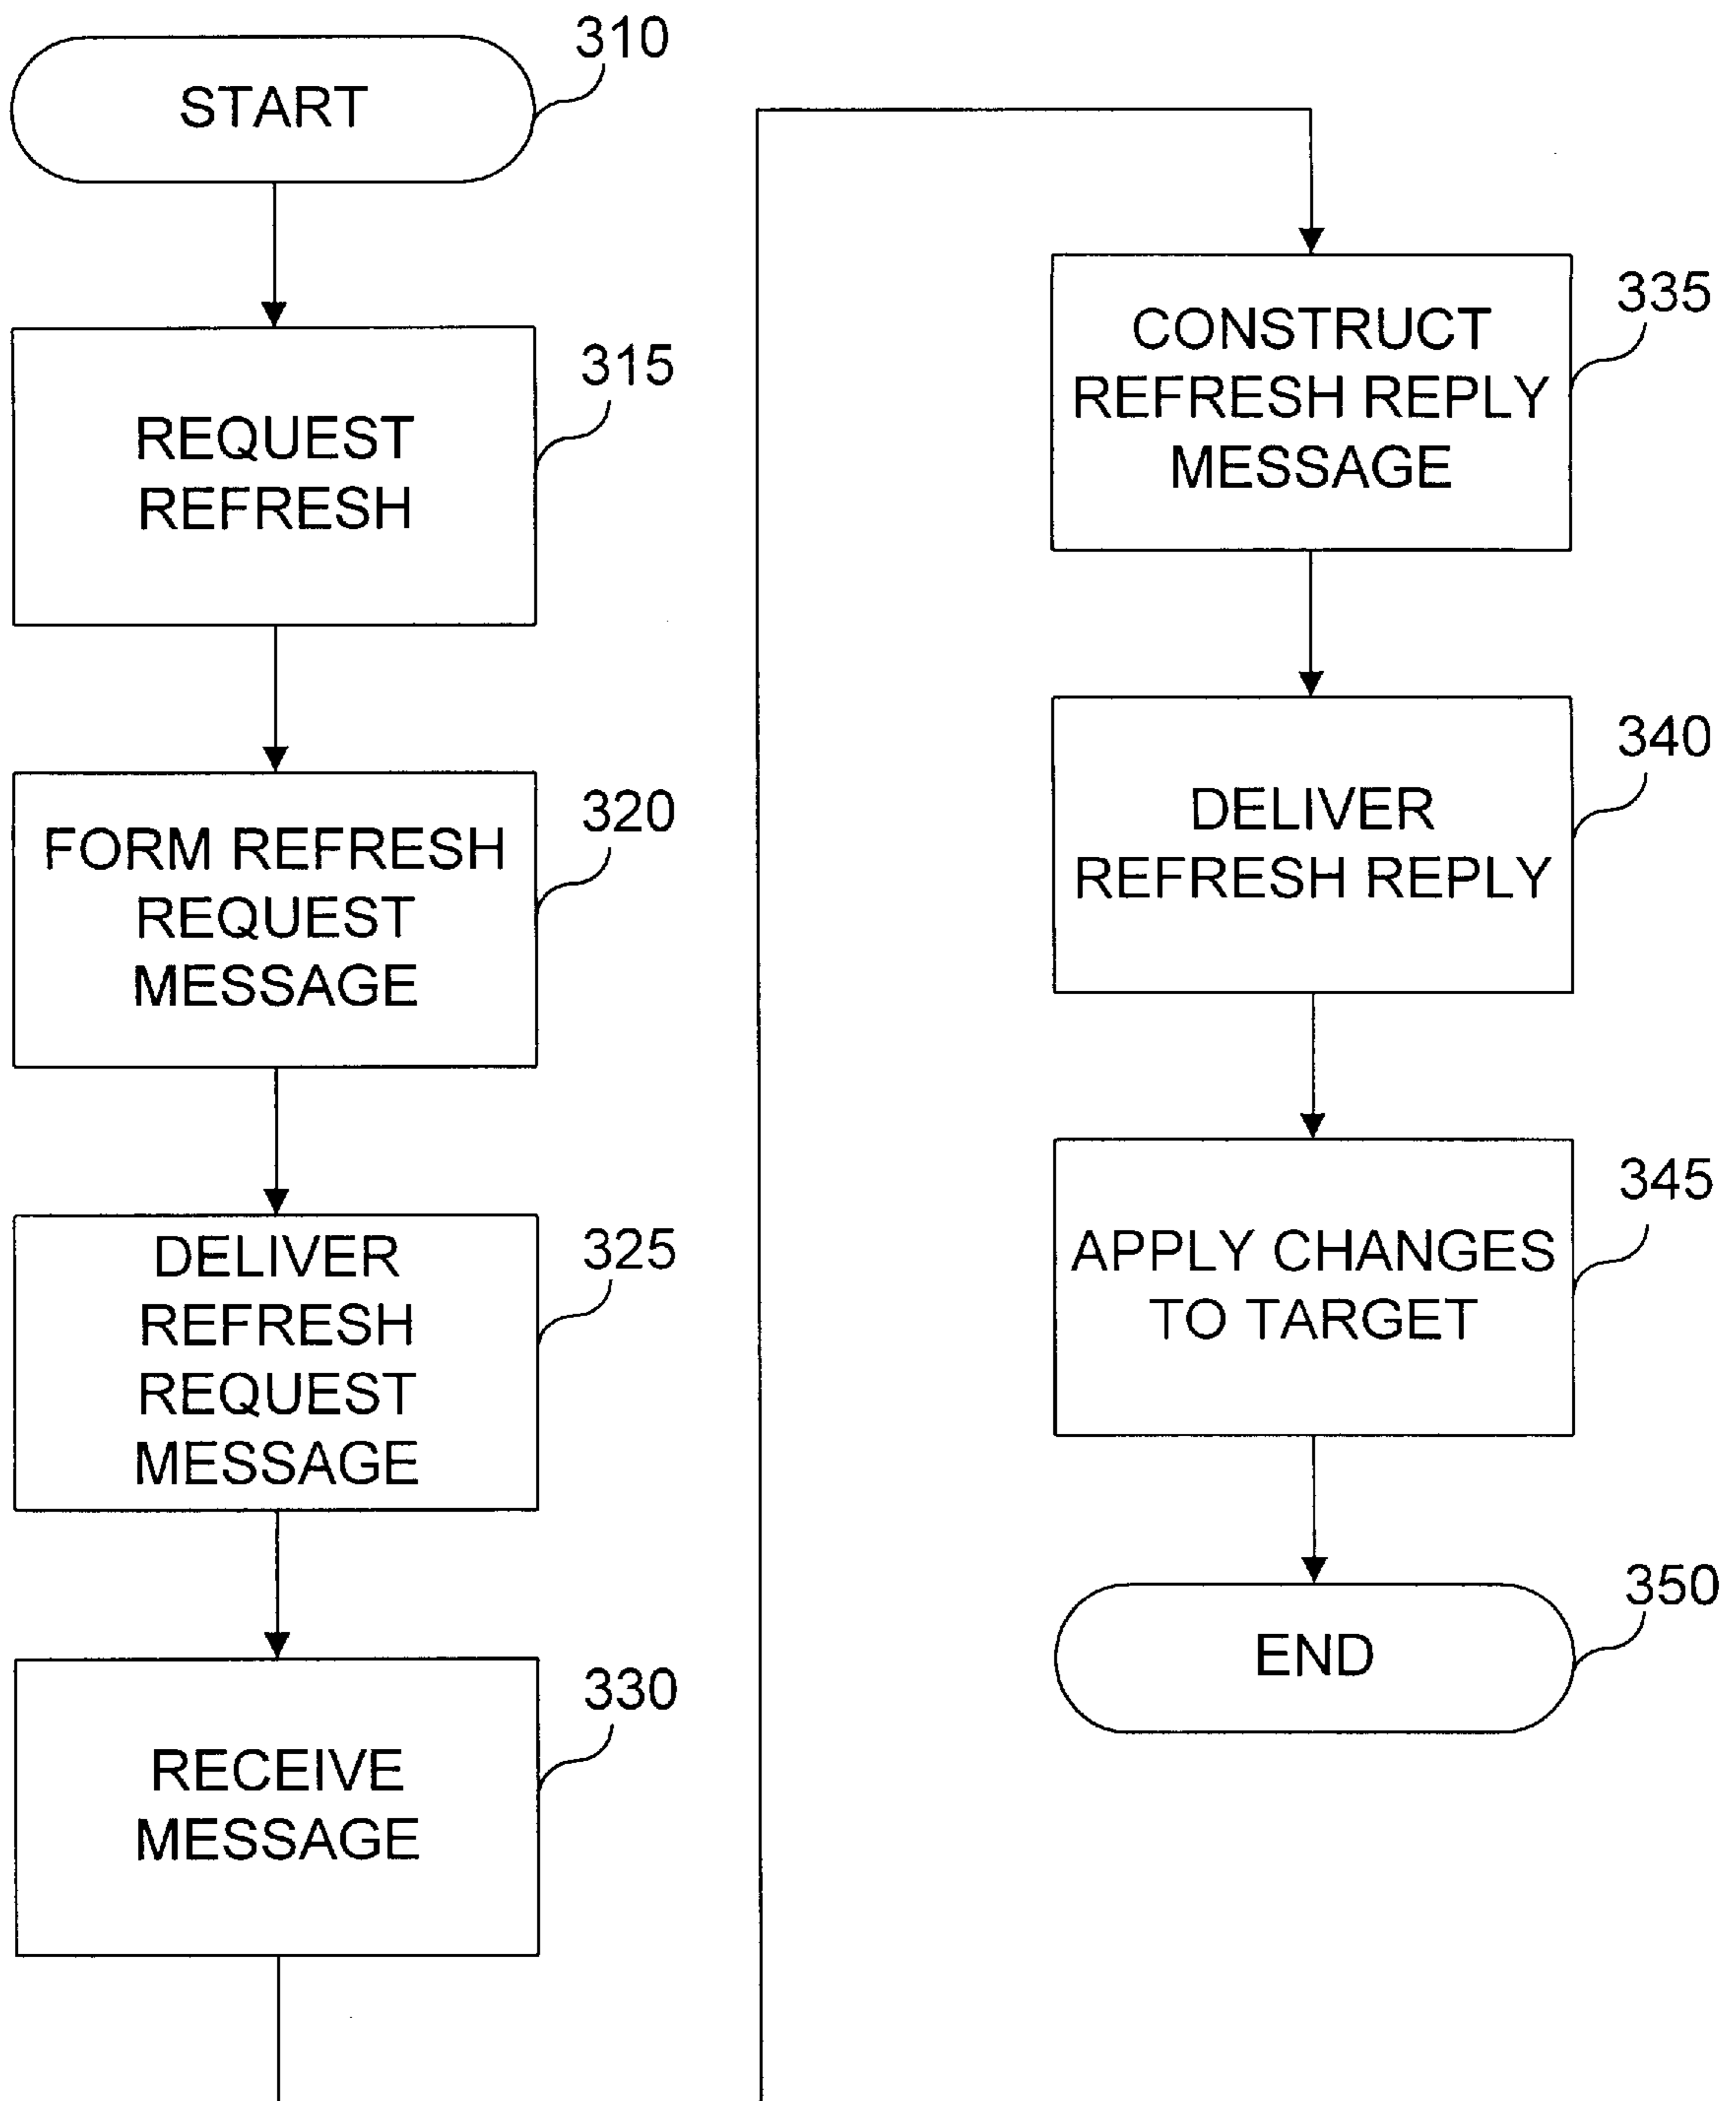 310
START
315
REQUEST
REFRESH
320
FORM REFRESH
REQUEST
MESSAGE
325
DELIVER
REFRESH
REQUEST
MESSAGE
330
RECEIVE
MESSAGE
335
CONSTRUCT
REFRESH REPLY
MESSAGE
340
DELIVER
REFRESH REPLY
345
APPLY CHANGES
TO TARGET
350
END